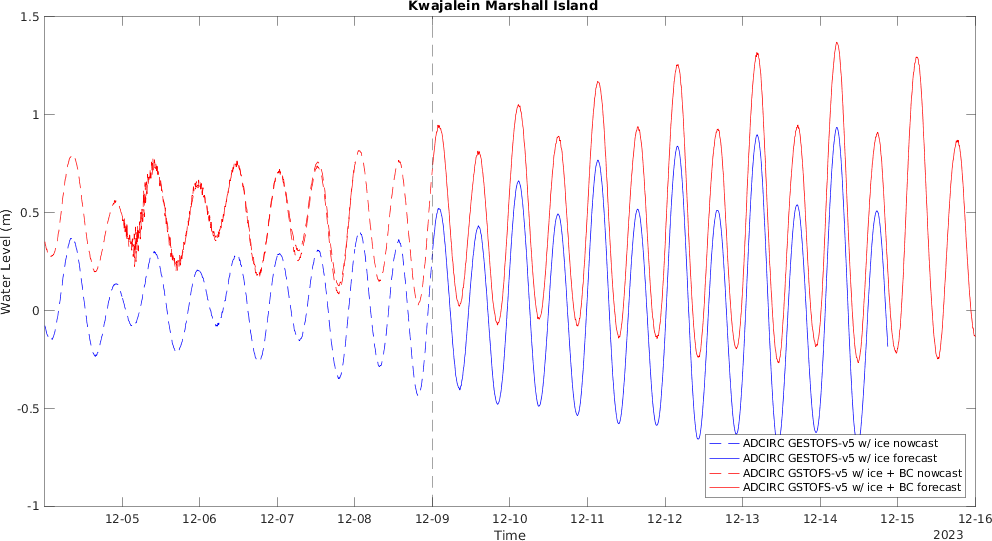 Kwajalein Marshall Island
1.5
1
0.5
0
-0.5
-1
Water Level (m)
12-05 12-06 12-07 12-08 12-09 12-10 12-11 12-12 12-13 12-14 12-15 12-16
Time
2023
ADCIRC GESTOFS-v5 w/ ice nowcast
ADCIRC GESTOFS-v5 w/ ice forecast
ADCIRC GSTOFS-v5 w/ ice + BC nowcast
ADCIRC GSTOFS-v5 w/ ice + BC forecast